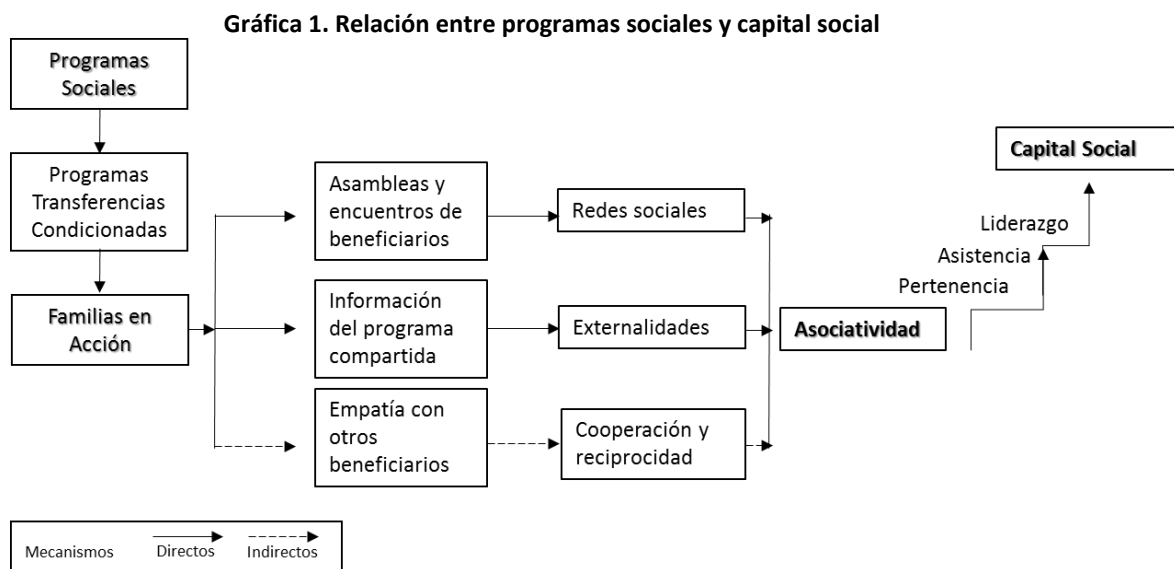 Gráfica 1. Relación entre programas sociales y capital social
Programas
Sociales
Programas
Transferencias
Condicionadas
Familias en
Acción
Asambleas y
encuentros de
beneficiarios
Información
del programa
compartida
Empatía con
otros
beneficiarios
Redes sociales
Externalidades
Cooperación y
reciprocidad
Asociatividad
Capital Social
Liderazgo
Asistencia
Pertenencia
Mecanismos Directos Indirectos